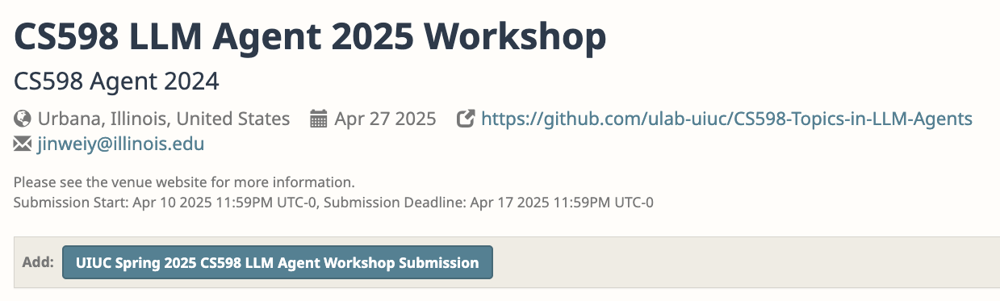 CS598 LLM Agent 2025 Workshop
CS598 Agent 2024
Urbana, Illinois, United States Apr 27 2025 https://github.com/ulab-uiuc/CS598-Topics-in-LLM-Agents
jinweiy@illinois.edu
Please see the venue website for more information.
Submission Start: Apr 10 2025 11:59PM UTC-0, Submission Deadline: Apr 17 2025 11:59PM UTC-0
Add: UIUC Spring 2025 CS598 LLM Agent Workshop Submission